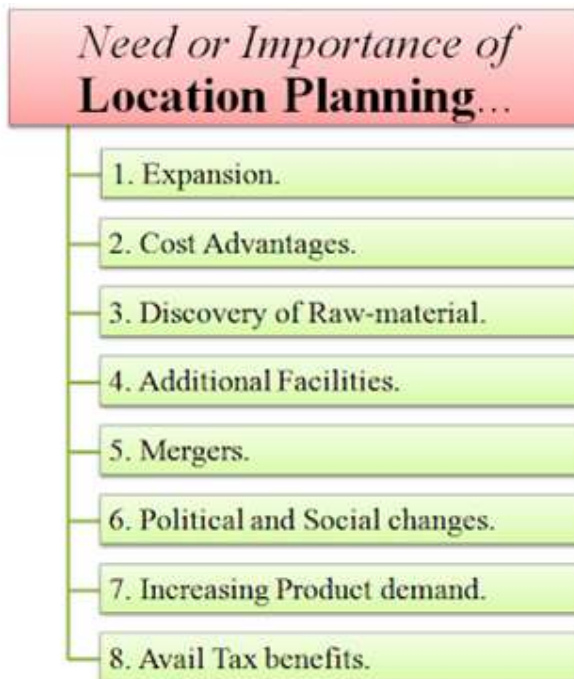 Need or Importance of
Location Planning...
1. Expansion.
2. Cost Advantages.
3. Discovery of Raw-material.
4. Additional Facilities.
5. Mergers.
6. Political and Social changes.
7. Increasing Product demand.
8. Avail Tax benefits.